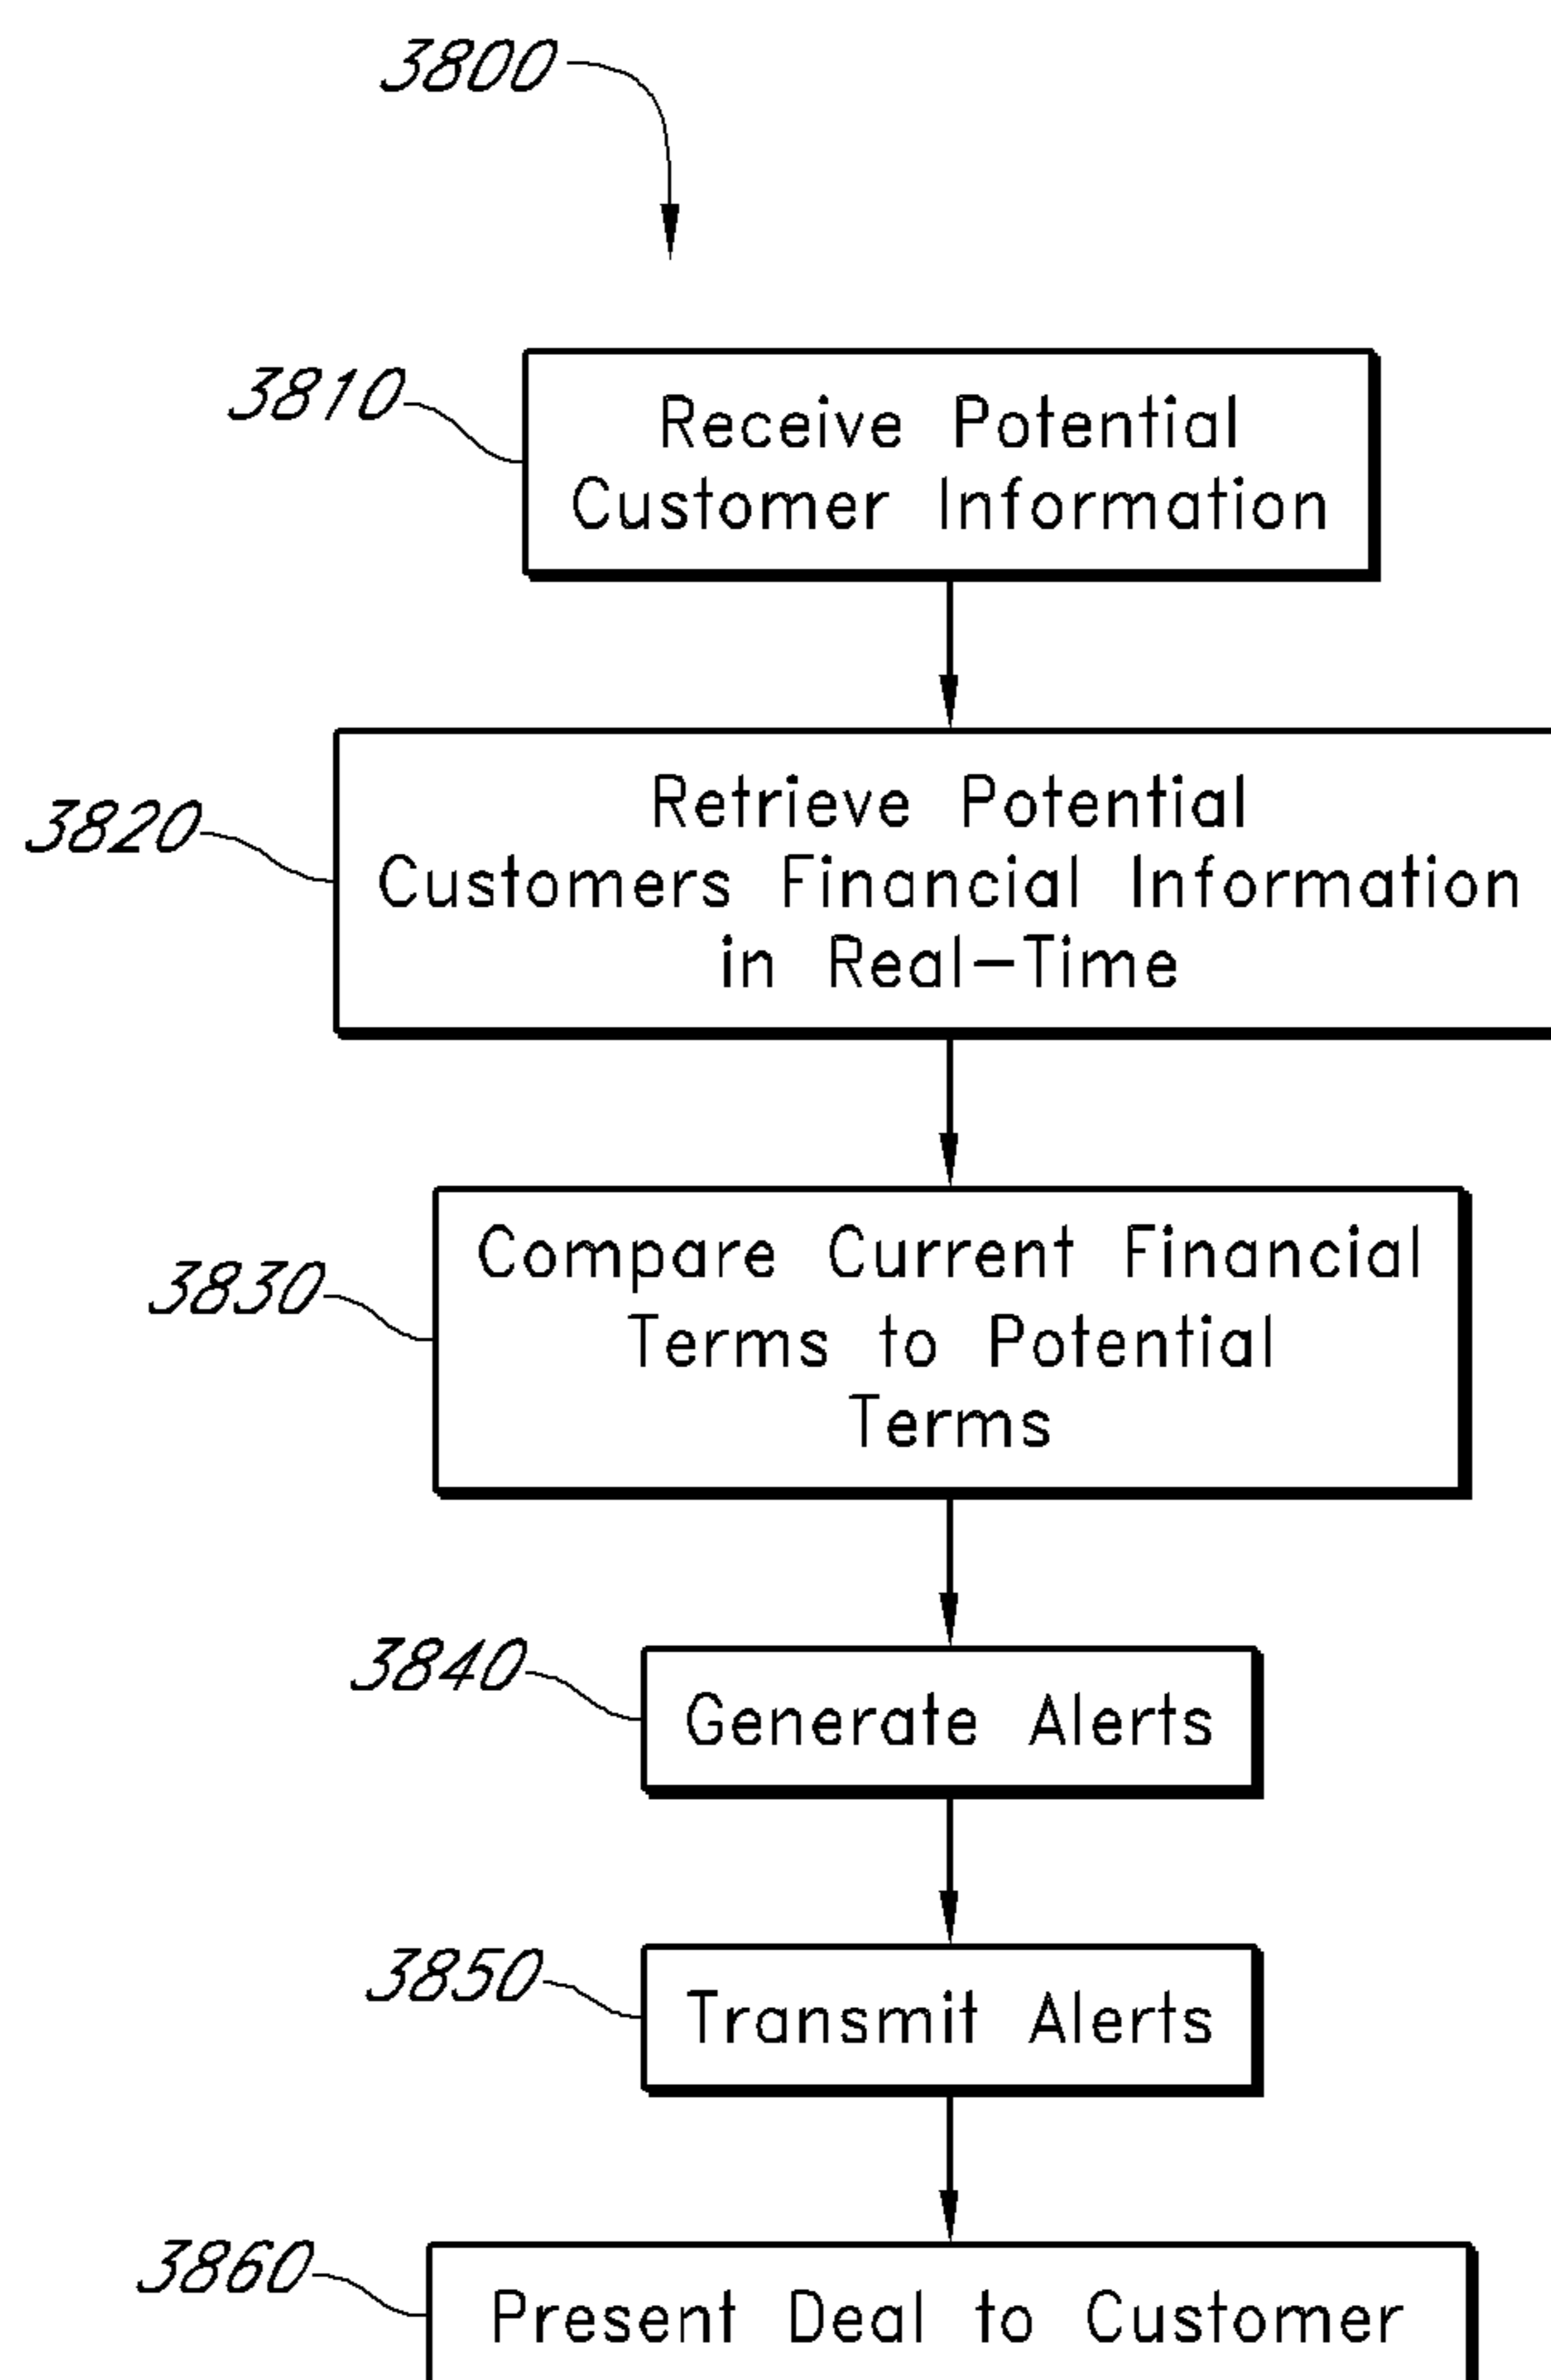 3800
3810
Receive Potential
Customer Information
3820
Retrieve Potential
Customers Financial Information
in Real-Time
3830
Compare Current Financial
Terms to Potential
Terms
3840
Generate Alerts
3850
Transmit Alerts
3860
Present Deal to Customer